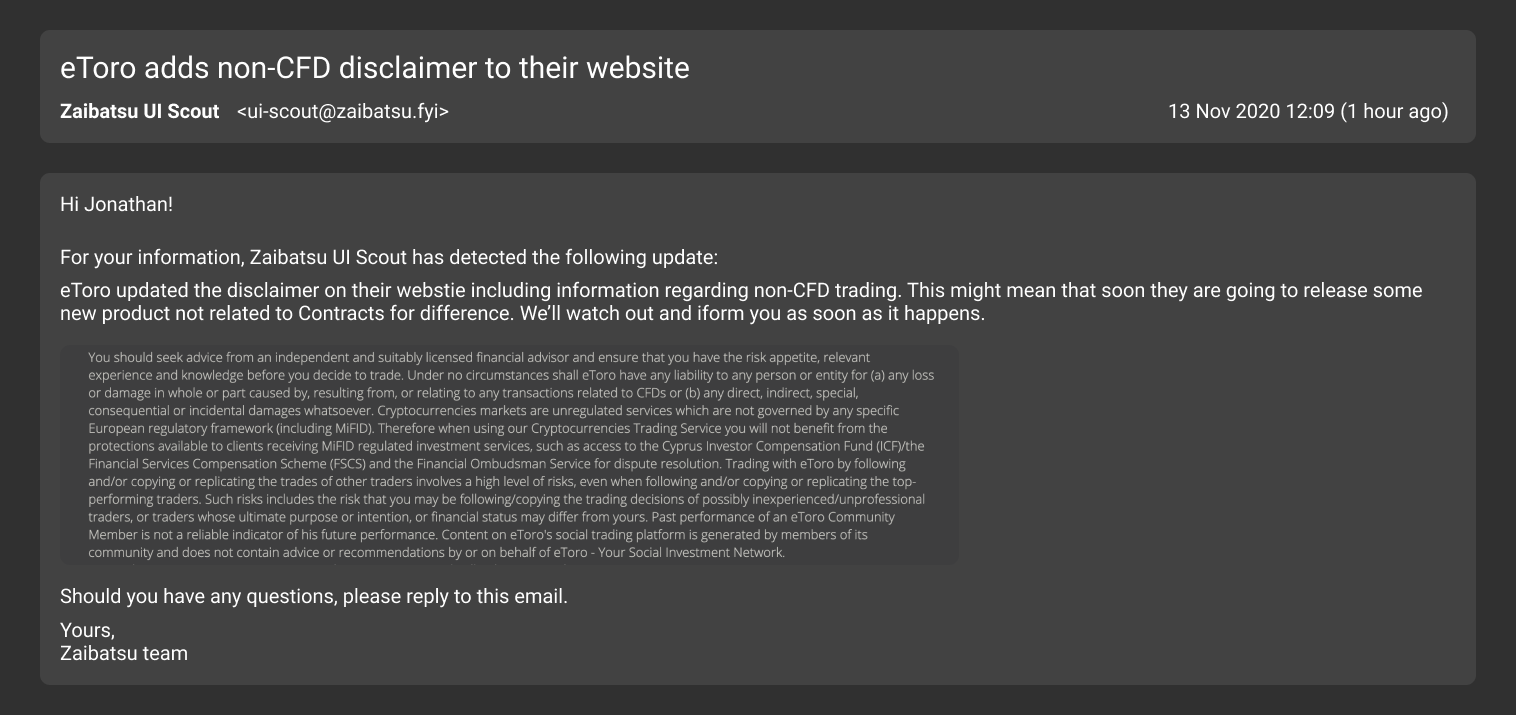 eToro adds non-CFD disclaimer to their website
Zaibatsu UI Scout <ui-scout@zaibatsu.fyi> 13 Nov 2020 12:09 (1 hour ago)
Hi Jonathan!
For your information, Zaibatsu UI Scout has detected the following update:
eToro updated the disclaimer on their webstie including information regarding non-CFD trading. This might mean that soon they are going to release some
new product not related to Contracts for difference. We’ll watch out and iform you as soon as it happens.
You should seek advice from an independent and suitably licensed financial advisor and ensure that you have the risk appetite, relevant
experience and knowledge before you decide to trade. Under no circumstances shall eToro have any liability to any person or entity for (a) any loss
or damage in whole or part caused by, resulting from, or relating to any transactions related to CFDs or (b) any direct, indirect, special,
consequential or incidental damages whatsoever. Cryptocurrencies markets are unregulated services which are not governed by any specific
European regulatory framework (including MiFID). Therefore when using our Cryptocurrencies Trading Service you will not benefit from the
protections available to clients receiving MiFID regulated investment services, such as access to the Cyprus Investor Compensation Fund (ICF)/the
Financial Services Compensation Scheme (FSCS) and the Financial Ombudsman Service for dispute resolution. Trading with eToro by following
and/or copying or replicating the trades of other traders involves a high level of risks, even when following and/or copying or replicating the top-
performing traders. Such risks includes the risk that you may be following/copying the trading decisions of possibly inexperienced/unprofessional
traders, or traders whose ultimate purpose or intention, or financial status may differ from yours. Past performance of an eToro Community
Member is not a reliable indicator of his future performance. Content on eToro's social trading platform is generated by members of its
community and does not contain advice or recommendations by or on behalf of eToro - Your Social Investment Network.
Should you have any questions, please reply to this email.
Yours,
Zaibatsu team